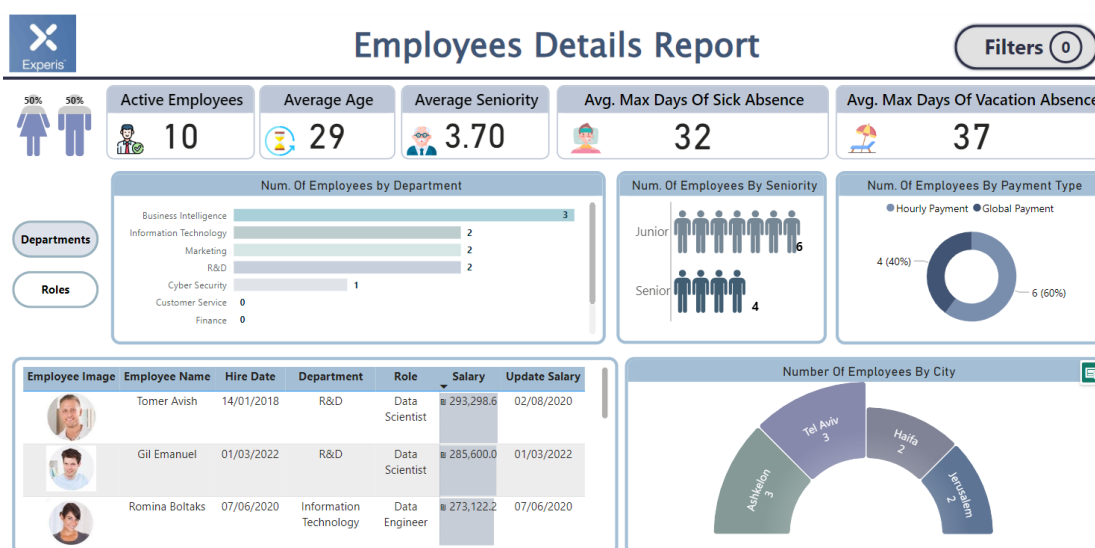 Experis
Employees Details Report
Filters 0
50% 50%
Active Employees
10
Average Age
29
Average Seniority
3.70
Avg. Max Days Of Sick Absence
32
Avg. Max Days Of Vacation Absence
37
Departments
Roles
Num. Of Employees by Department
Business Intelligence 3
Information Technology 2
Marketing 2
R&D 2
Cyber Security 1
Customer Service 0
Finance 0
Num. Of Employees By Seniority
Junior 6
Senior 4
Num. Of Employees By Payment Type
Hourly Payment Global Payment
4 (40%)
6 (60%)
Employee Image Employee Name Hire Date Department Role Salary Update Salary
Tomer Avish 14/01/2018 R&D Data Scientist ₪ 293,298.6 02/08/2020
Gil Emanuel 01/03/2022 R&D Data Scientist ₪ 285,600.0 01/03/2022
Romina Boltaks 07/06/2020 Information Technology Data Engineer ₪ 273,122.2 07/06/2020
Number Of Employees By City
Ashkelon
3
Tel Aviv
3
Haifa
2
Jerusalem
2